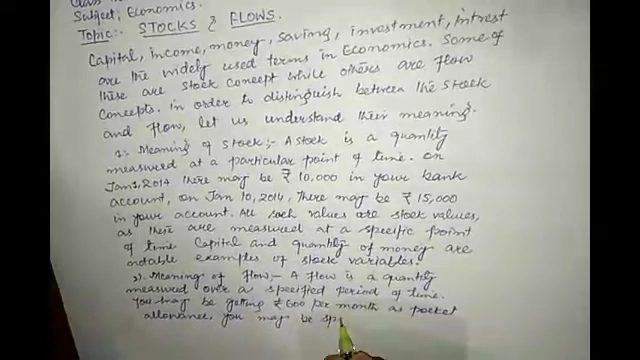 Class
Subject; Economics.
Topic:- STOCKS & FLOWS.
Capital, income, money, saving, investment, intrest
are the widely used terms in Economics. Some of
these are stock concept while others are flow
concepts. In order to distinguish between the stock
and flow, let us understand their meaning.
1). Meaning of stock;- A stock is a quantity
measured at a particular point of time. On
Jan 1, 2014 there may be ₹ 10,000 in your bank
account, on Jan 10, 2014, there may be ₹ 15,000
in your account. All such values are stock values,
as these are measured at a specific point
of time. Capital and quantity of money are
notable examples of stock variables.
2). Meaning of flow:- A flow is a quantity
measured over a specified period of time.
You may be getting ₹ 600 per month as pocket
allowance, you may be sp